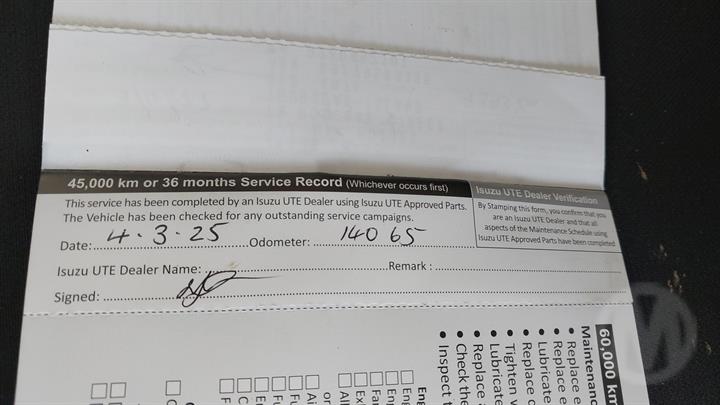 45,000 km or 36 months Service Record (Whichever occurs first)
This service has been completed by an Isuzu UTE Dealer using Isuzu UTE Approved Parts.
The Vehicle has been checked for any outstanding service campaigns.
Date: 4.3.25 Odometer: 14065
Isuzu UTE Dealer Name: Remark :
Signed:
Isuzu UTE Dealer Verification
By Stamping this form, you confirm that you
are an Isuzu UTE Dealer and that all
aspects of the Maintenance Schedule using
Isuzu UTE Approved Parts have been completed
60,000 km
Maintenanc
• Replace e
• Replace e
• Lubricate
• Replace
• Tighten
• Lubricate
• Replace
• Check the
• Inspect